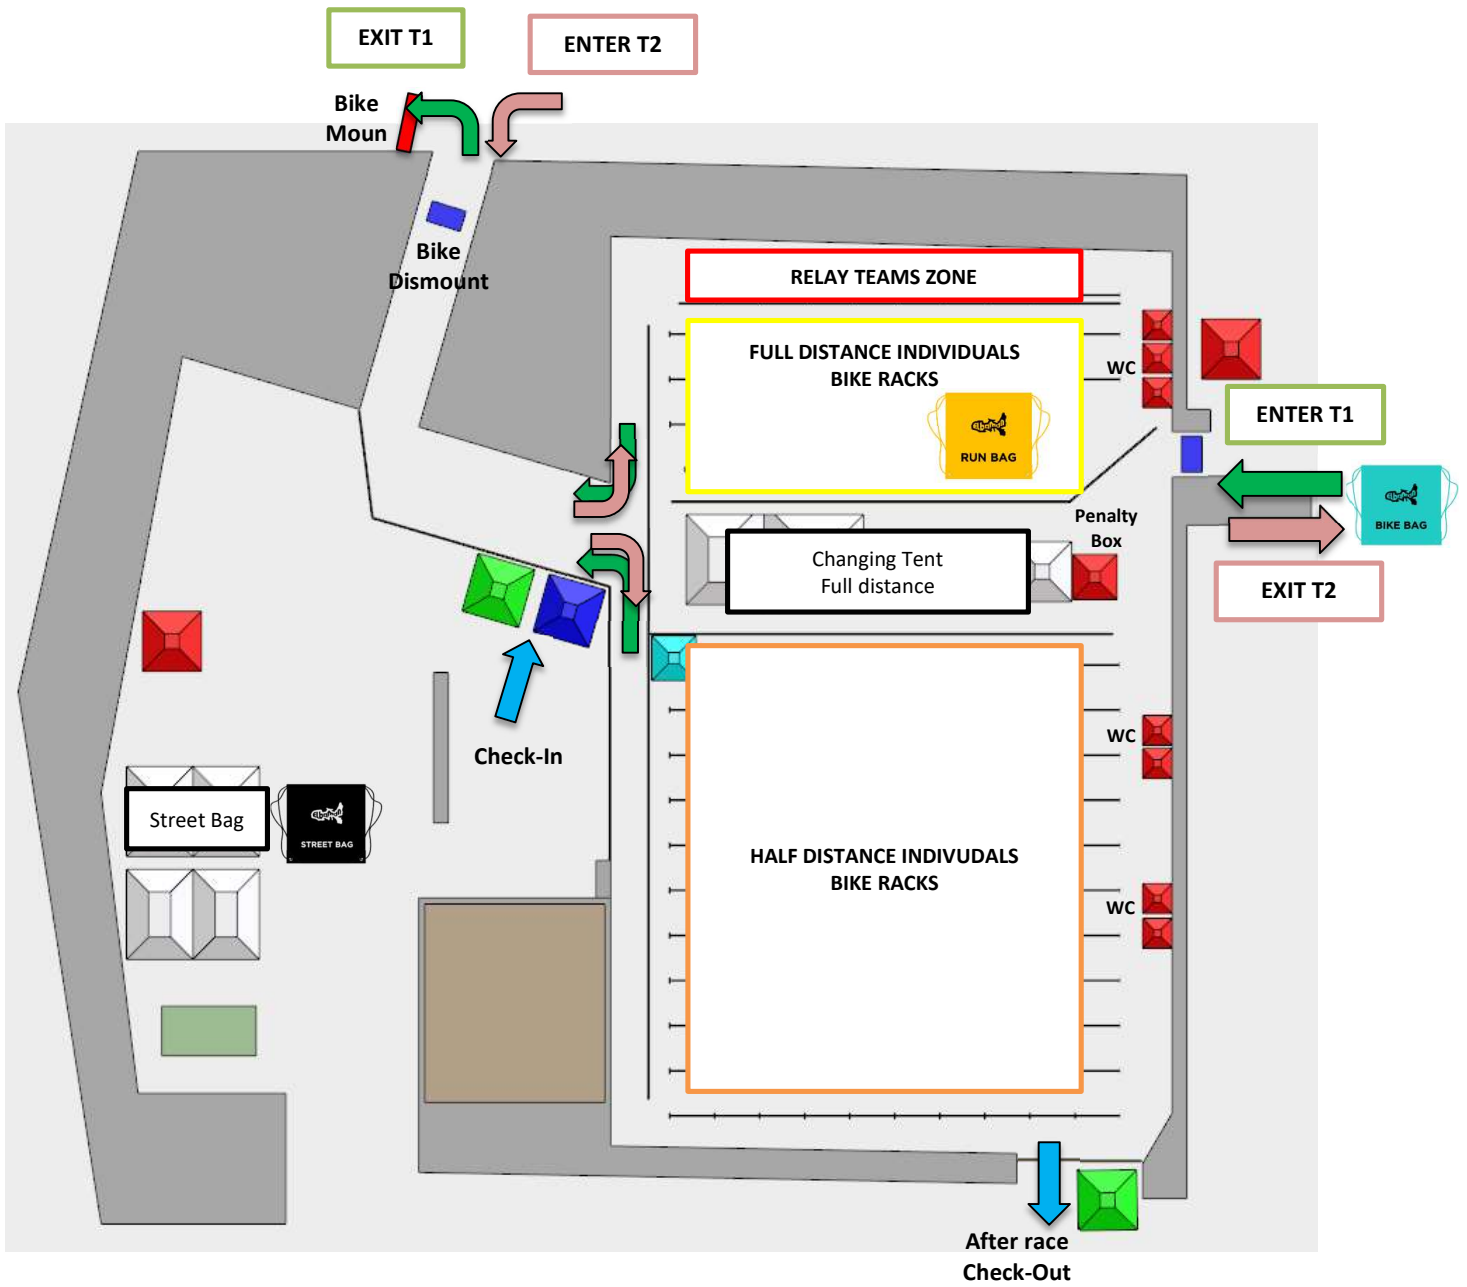 EXIT T1
ENTER T2
Bike
Moun
Bike
Dismount
RELAY TEAMS ZONE
FULL DISTANCE INDIVIDUALS
BIKE RACKS
WC
RUN BAG
ENTER T1
BIKE BAG
EXIT T2
Penalty
Box
Changing Tent
Full distance
Check-In
WC
Street Bag
STREET BAG
HALF DISTANCE INDIVUDALS
BIKE RACKS
WC
After race
Check-Out